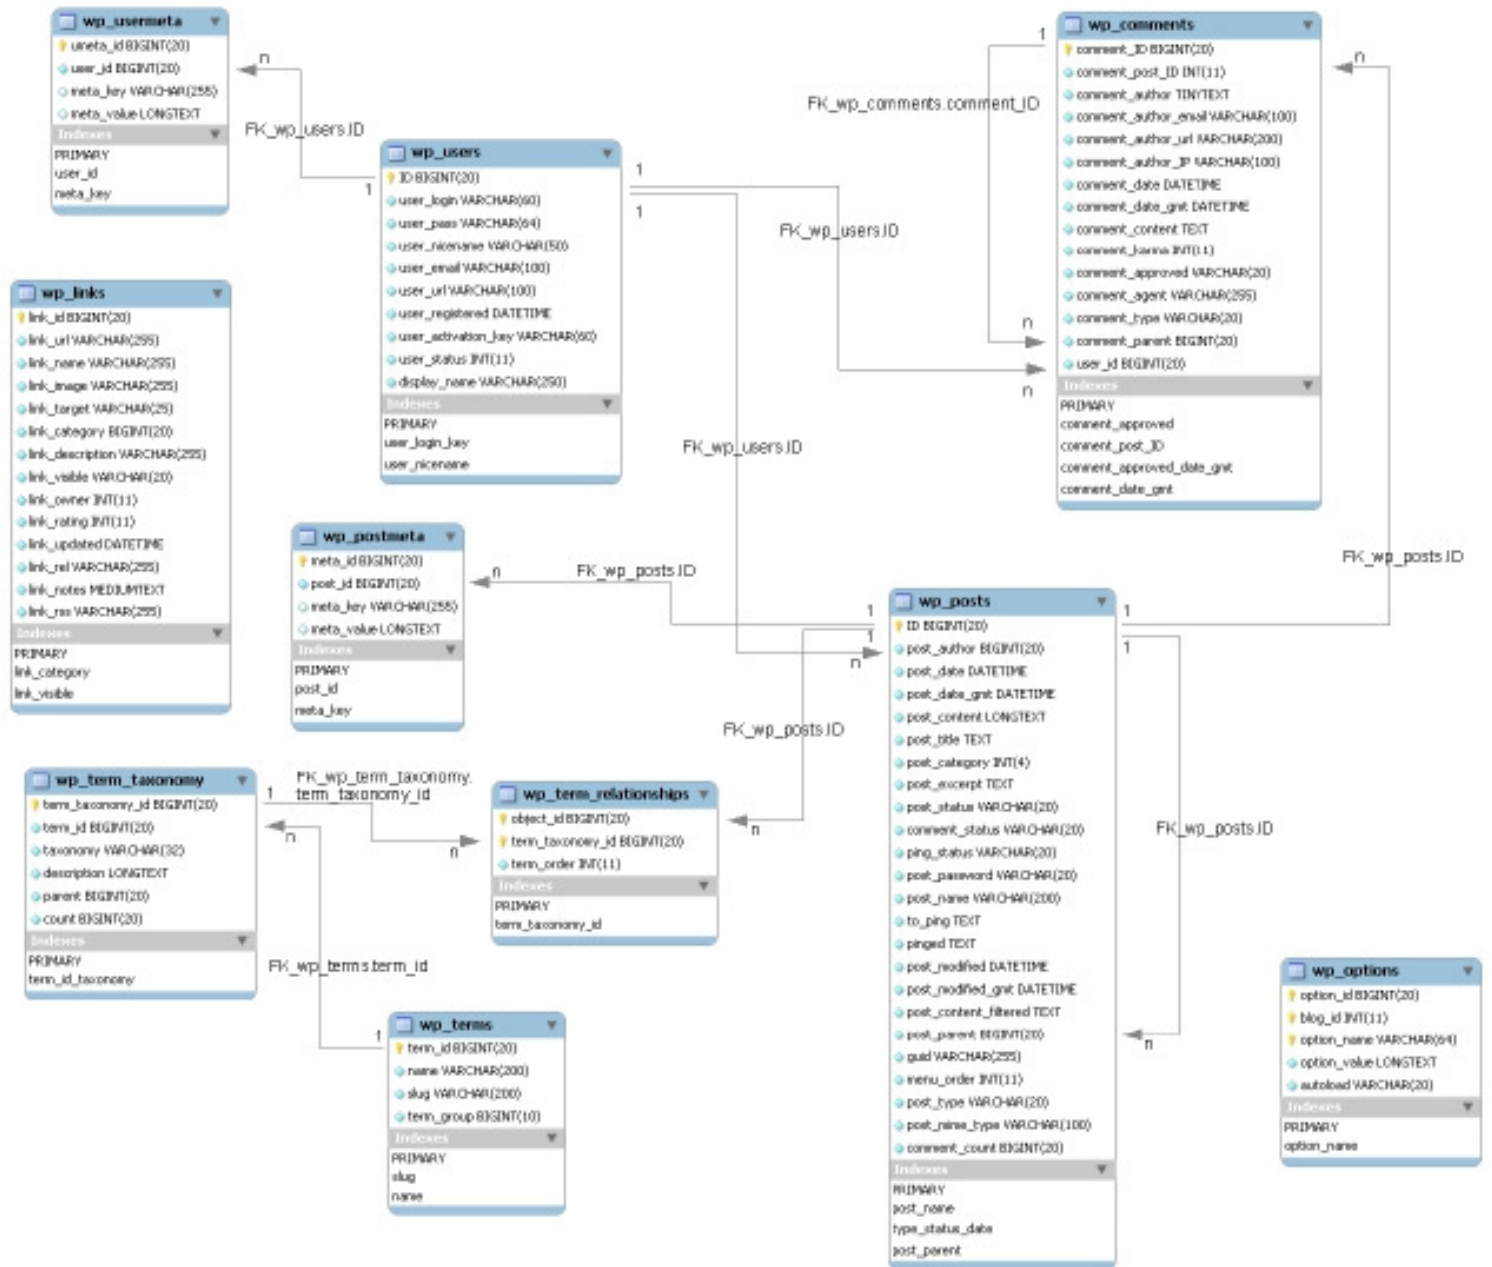 wp_usermeta
umeta_id BIGINT(20)
user_id BIGINT(20)
meta_key VARCHAR(255)
meta_value LONGTEXT
Indexes
PRIMARY
user_id
meta_key
n
FK_wp_users.ID
1
wp_users
ID BIGINT(20)
user_login VARCHAR(60)
user_pass VARCHAR(64)
user_nicename VARCHAR(50)
user_email VARCHAR(100)
user_url VARCHAR(100)
user_registered DATETIME
user_activation_key VARCHAR(60)
user_status INT(11)
display_name VARCHAR(250)
Indexes
PRIMARY
user_login_key
user_nicename
1
1
FK_wp_users.ID
n
FK_wp_users.ID
n
1
FK_wp_comments.comment_ID
n
wp_comments
comment_ID BIGINT(20)
comment_post_ID INT(11)
comment_author TINYTEXT
comment_author_email VARCHAR(100)
comment_author_url VARCHAR(200)
comment_author_IP VARCHAR(100)
comment_date DATETIME
comment_date_gmt DATETIME
comment_content TEXT
comment_karma INT(11)
comment_approved VARCHAR(20)
comment_agent VARCHAR(255)
comment_type VARCHAR(20)
comment_parent BIGINT(20)
user_id BIGINT(20)
Indexes
PRIMARY
comment_approved
comment_post_ID
comment_approved_date_gmt
comment_date_gmt
n
FK_wp_posts.ID
1
wp_links
link_id BIGINT(20)
link_url VARCHAR(255)
link_name VARCHAR(255)
link_image VARCHAR(255)
link_target VARCHAR(25)
link_category BIGINT(20)
link_description VARCHAR(255)
link_visible VARCHAR(20)
link_owner INT(11)
link_rating INT(11)
link_updated DATETIME
link_rel VARCHAR(255)
link_notes MEDIUMTEXT
link_rss VARCHAR(255)
Indexes
PRIMARY
link_category
link_visible
wp_postmeta
meta_id BIGINT(20)
post_id BIGINT(20)
meta_key VARCHAR(255)
meta_value LONGTEXT
Indexes
PRIMARY
post_id
meta_key
n
FK_wp_posts.ID
1
1
FK_wp_posts.ID
n
wp_posts
ID BIGINT(20)
post_author BIGINT(20)
post_date DATETIME
post_date_gmt DATETIME
post_content LONGTEXT
post_title TEXT
post_category INT(4)
post_excerpt TEXT
post_status VARCHAR(20)
comment_status VARCHAR(20)
ping_status VARCHAR(20)
post_password VARCHAR(20)
post_name VARCHAR(200)
to_ping TEXT
pinged TEXT
post_modified DATETIME
post_modified_gmt DATETIME
post_content_filtered TEXT
post_parent BIGINT(20)
guid VARCHAR(255)
menu_order INT(11)
post_type VARCHAR(20)
post_mime_type VARCHAR(100)
comment_count BIGINT(20)
Indexes
PRIMARY
post_name
type_status_date
post_parent
1
FK_wp_posts.ID
n
wp_term_taxonomy
term_taxonomy_id BIGINT(20)
term_id BIGINT(20)
taxonomy VARCHAR(32)
description LONGTEXT
parent BIGINT(20)
count BIGINT(20)
Indexes
PRIMARY
term_id_taxonomy
1
FK_wp_term_taxonomy.
term_taxonomy_id
n
wp_term_relationships
object_id BIGINT(20)
term_taxonomy_id BIGINT(20)
term_order INT(11)
Indexes
PRIMARY
term_taxonomy_id
n
FK_wp_terms.term_id
1
wp_terms
term_id BIGINT(20)
name VARCHAR(200)
slug VARCHAR(200)
term_group BIGINT(10)
Indexes
PRIMARY
slug
name
wp_options
option_id BIGINT(20)
blog_id INT(11)
option_name VARCHAR(64)
option_value LONGTEXT
autoload VARCHAR(20)
Indexes
PRIMARY
option_name